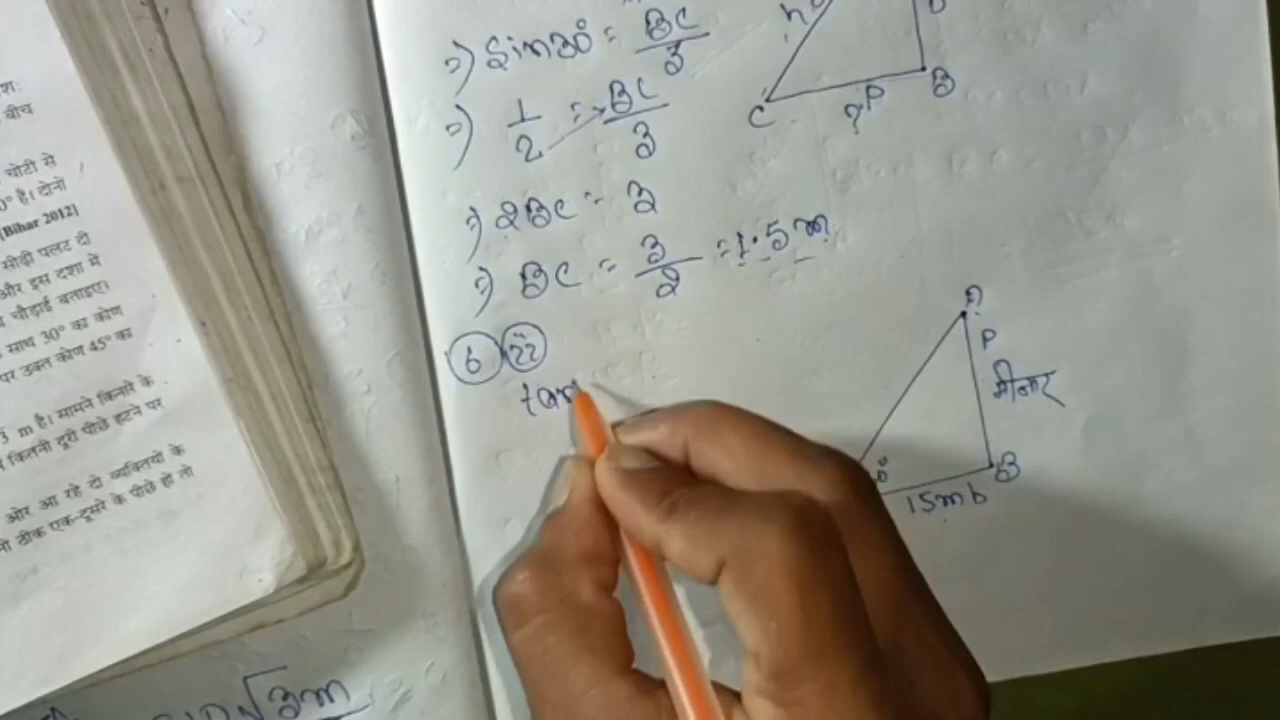 शः
बीच
चोटी से
0° है। दोनों
[Bihar 2012]
सीढ़ी पलट दी
और इस दशा में
चौड़ाई बताइए।
साथ 30° का कोण
पर उक्त कोण 45° का
3 m है। सामने किनारे के
कितनी दूरी पीछे हटने पर
ओर आ रहे दो व्यक्तियों के
ठीक एक-दूसरे के पीछे हों तो
√3m
=) Sin30° = BC/3
=) 1/2 = BC/3
=) 2BC = 3
=) BC = 3/2 = 1.5m
6 22
tan
C
P
B
?
A
P
मीनार
B
15m b